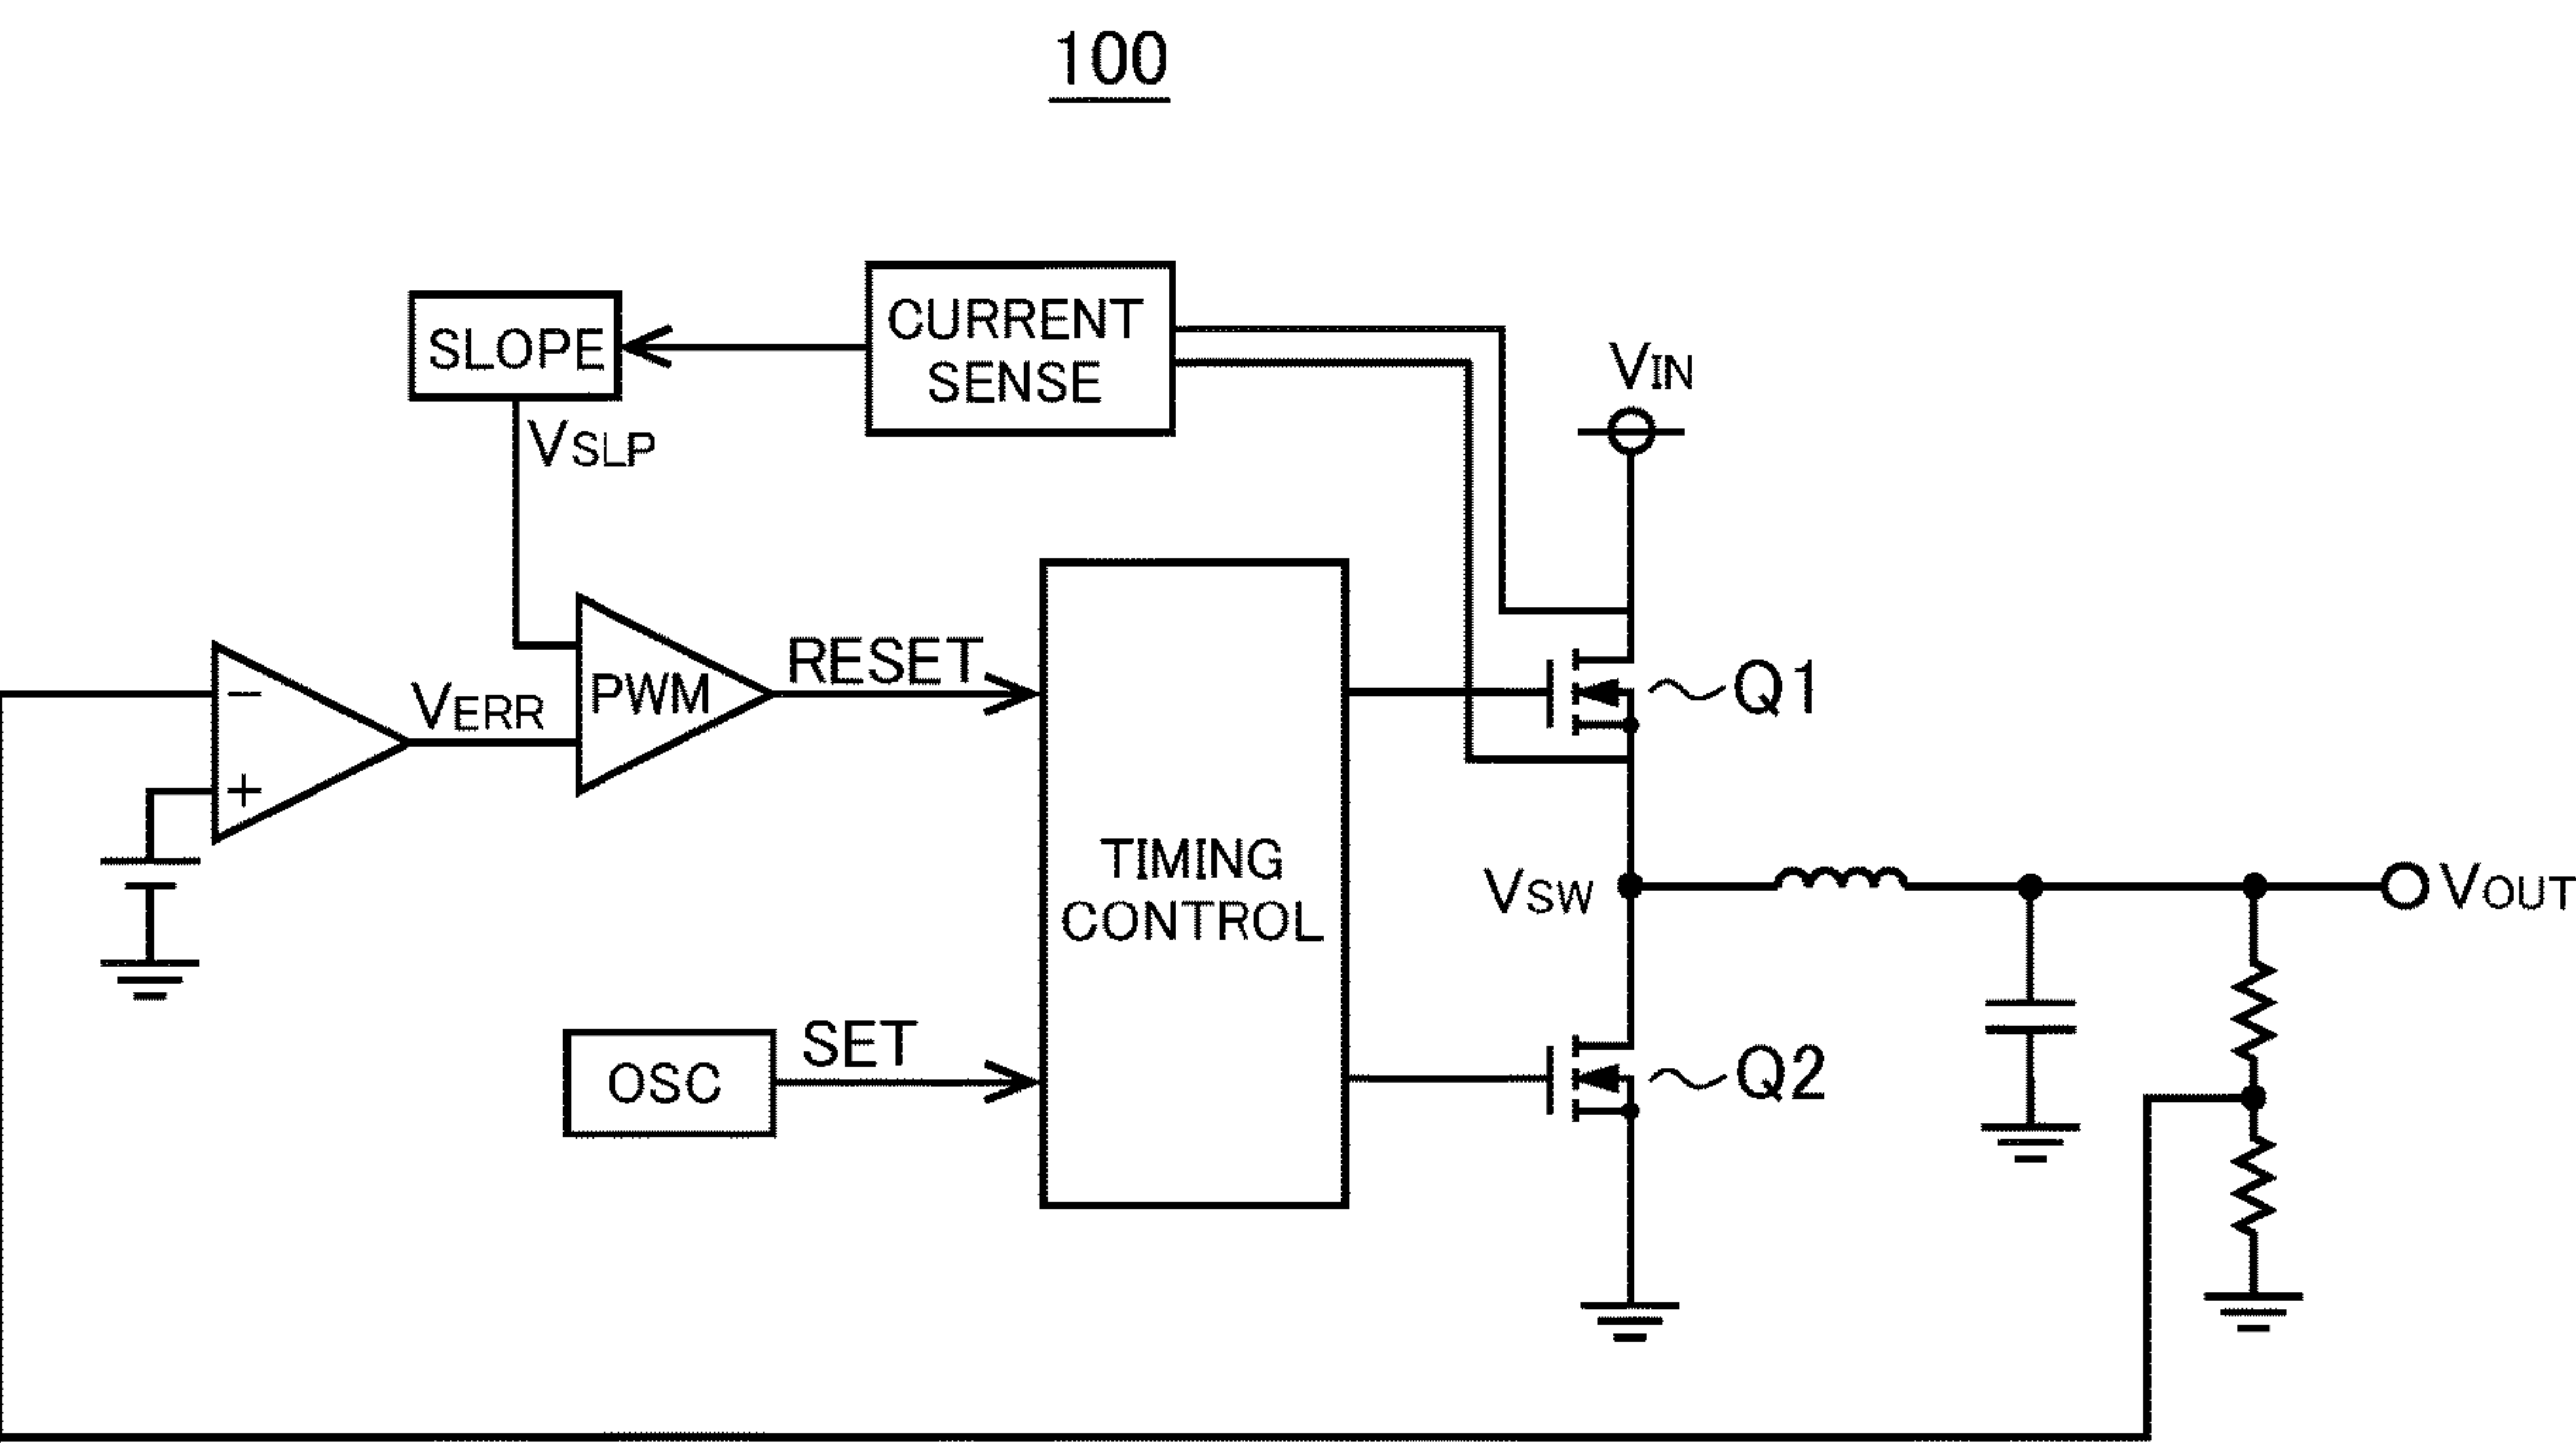 100
CURRENT
SENSE
SLOPE
VIN
VSLP
RESET
PWM
Q1
VERR
−
+
TIMING
CONTROL
VSW
VOUT
SET
OSC
Q2